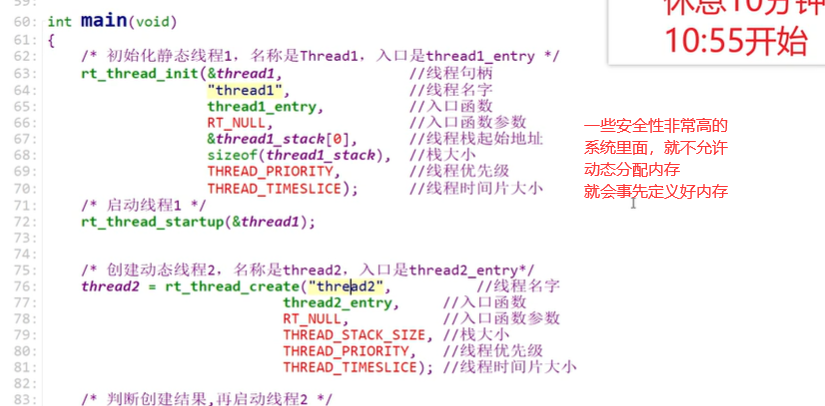 休息10分钟
10:55开始
60: int main(void)
61: {
62: /* 初始化静态线程1，名称是Thread1，入口是thread1_entry */
63: rt_thread_init(&thread1, //线程句柄
64: "thread1", //线程名字
65: thread1_entry, //入口函数
66: RT_NULL, //入口函数参数
67: &thread1_stack[0], //线程栈起始地址
68: sizeof(thread1_stack), //栈大小
69: THREAD_PRIORITY, //线程优先级
70: THREAD_TIMESLICE); //线程时间片大小
71: /* 启动线程1 */
72: rt_thread_startup(&thread1);
73:
74:
75: /* 创建动态线程2，名称是thread2，入口是thread2_entry*/
76: thread2 = rt_thread_create("thread2", //线程名字
77: thread2_entry, //入口函数
78: RT_NULL, //入口函数参数
79: THREAD_STACK_SIZE, //栈大小
80: THREAD_PRIORITY, //线程优先级
81: THREAD_TIMESLICE); //线程时间片大小
82:
83: /* 判断创建结果,再启动线程2 */
一些安全性非常高的
系统里面，就不允许
动态分配内存
就会事先定义好内存